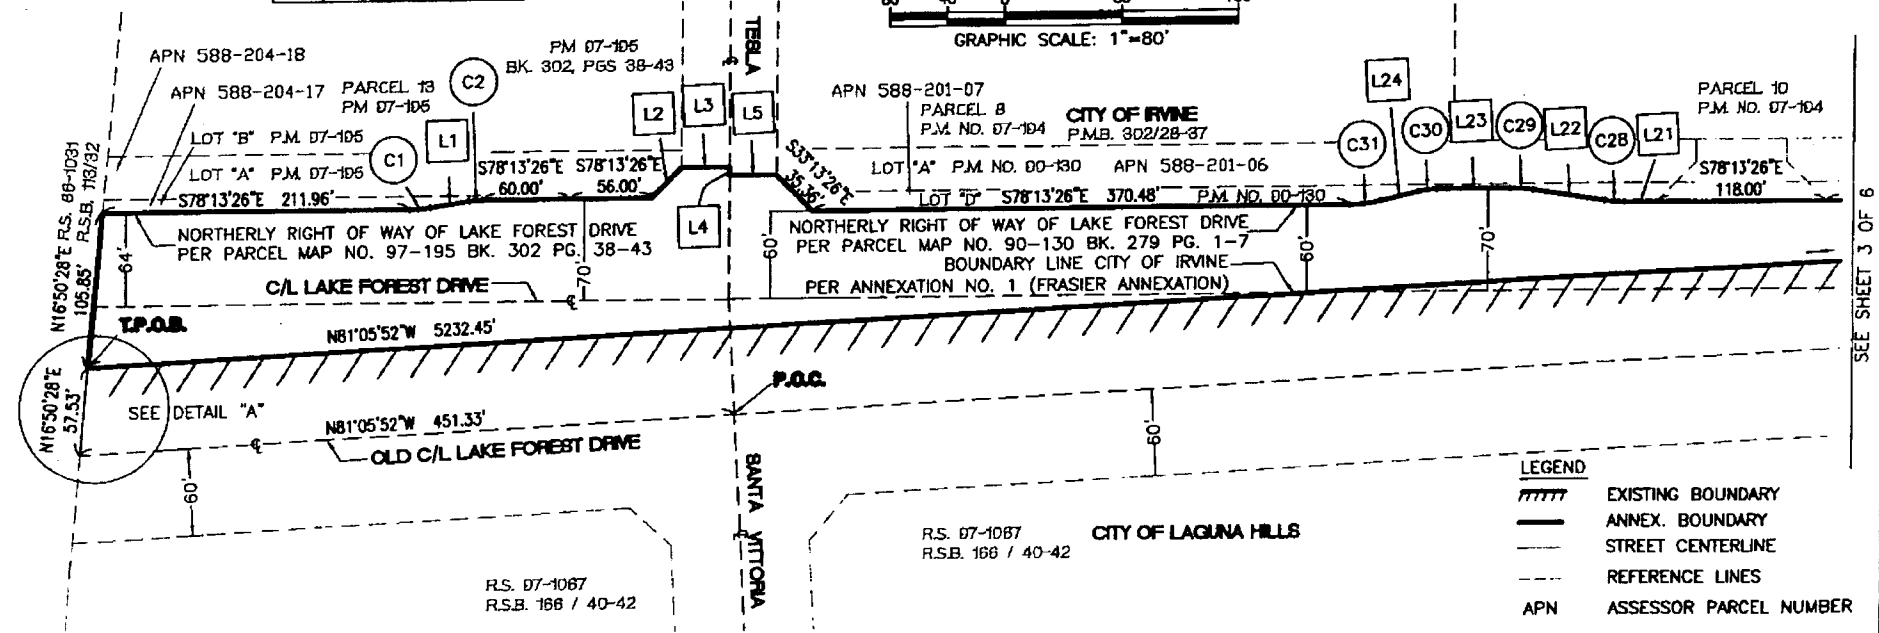 GRAPHIC SCALE: 1"=80'
TESLA
APN 588-204-18
APN 588-204-17
PARCEL 13
PM 07-105
LOT "B" P.M. 07-105
LOT "A" P.M. 07-105
C1
L1
C2
PM 07-105
BK. 302, PGS 38-43
L2
L3
L5
L4
S78°13'26"E 211.96'
S78°13'26"E
60.00'
S78°13'26"E
56.00'
S33°13'26"E
35.36'
APN 588-201-07
PARCEL 8
P.M. NO. 07-104
CITY OF IRVINE
P.M.B. 302/28-37
LOT "A" P.M. NO. 00-130 APN 588-201-06
LOT "D" S78°13'26"E 370.48' P.M. NO. 00-130
C31
L24
C30
L23
C29
L22
C28
L21
PARCEL 10
P.M. NO. 07-104
S78°13'26"E
118.00'
N16°50'28"E R.S. 86-1031
105.85' R.S.B. 113/32
NORTHERLY RIGHT OF WAY OF LAKE FOREST DRIVE
PER PARCEL MAP NO. 97-195 BK. 302 PG. 38-43
64'
70'
60'
NORTHERLY RIGHT OF WAY OF LAKE FOREST DRIVE
PER PARCEL MAP NO. 90-130 BK. 279 PG. 1-7
BOUNDARY LINE CITY OF IRVINE
PER ANNEXATION NO. 1 (FRASIER ANNEXATION)
60'
70'
C/L LAKE FOREST DRIVE
T.P.O.B.
N81°05'52"W 5232.45'
P.O.C.
N16°50'28"E
57.53'
SEE DETAIL "A"
N81°05'52"W 451.33'
OLD C/L LAKE FOREST DRIVE
60'
60'
SANTA VITTORIA
R.S. 07-1067
R.S.B. 166 / 40-42
R.S. 07-1067
R.S.B. 166 / 40-42
CITY OF LAGUNA HILLS
SEE SHEET 3 OF 6
LEGEND
EXISTING BOUNDARY
ANNEX. BOUNDARY
STREET CENTERLINE
REFERENCE LINES
APN ASSESSOR PARCEL NUMBER